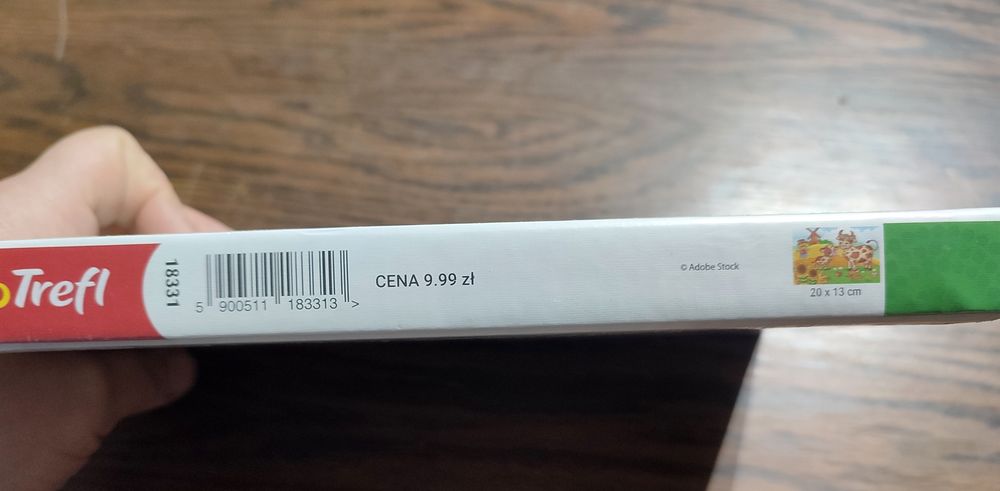 Trefl
18331
5 900511 183313 >
CENA 9.99 zł
© Adobe Stock
20 x 13 cm